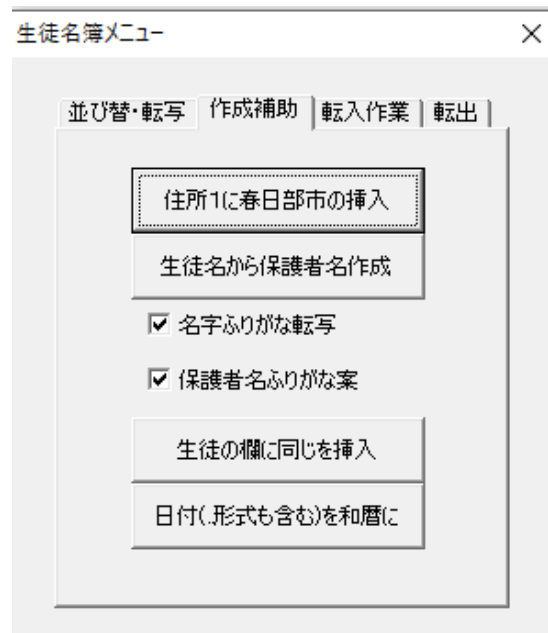 生徒名簿メニュー
並び替・転写 作成補助 転入作業 転出
住所1に春日部市の挿入
生徒名から保護者名作成
名字ふりがな転写
保護者名ふりがな案
生徒の欄に同じを挿入
日付(.形式も含む)を和暦に